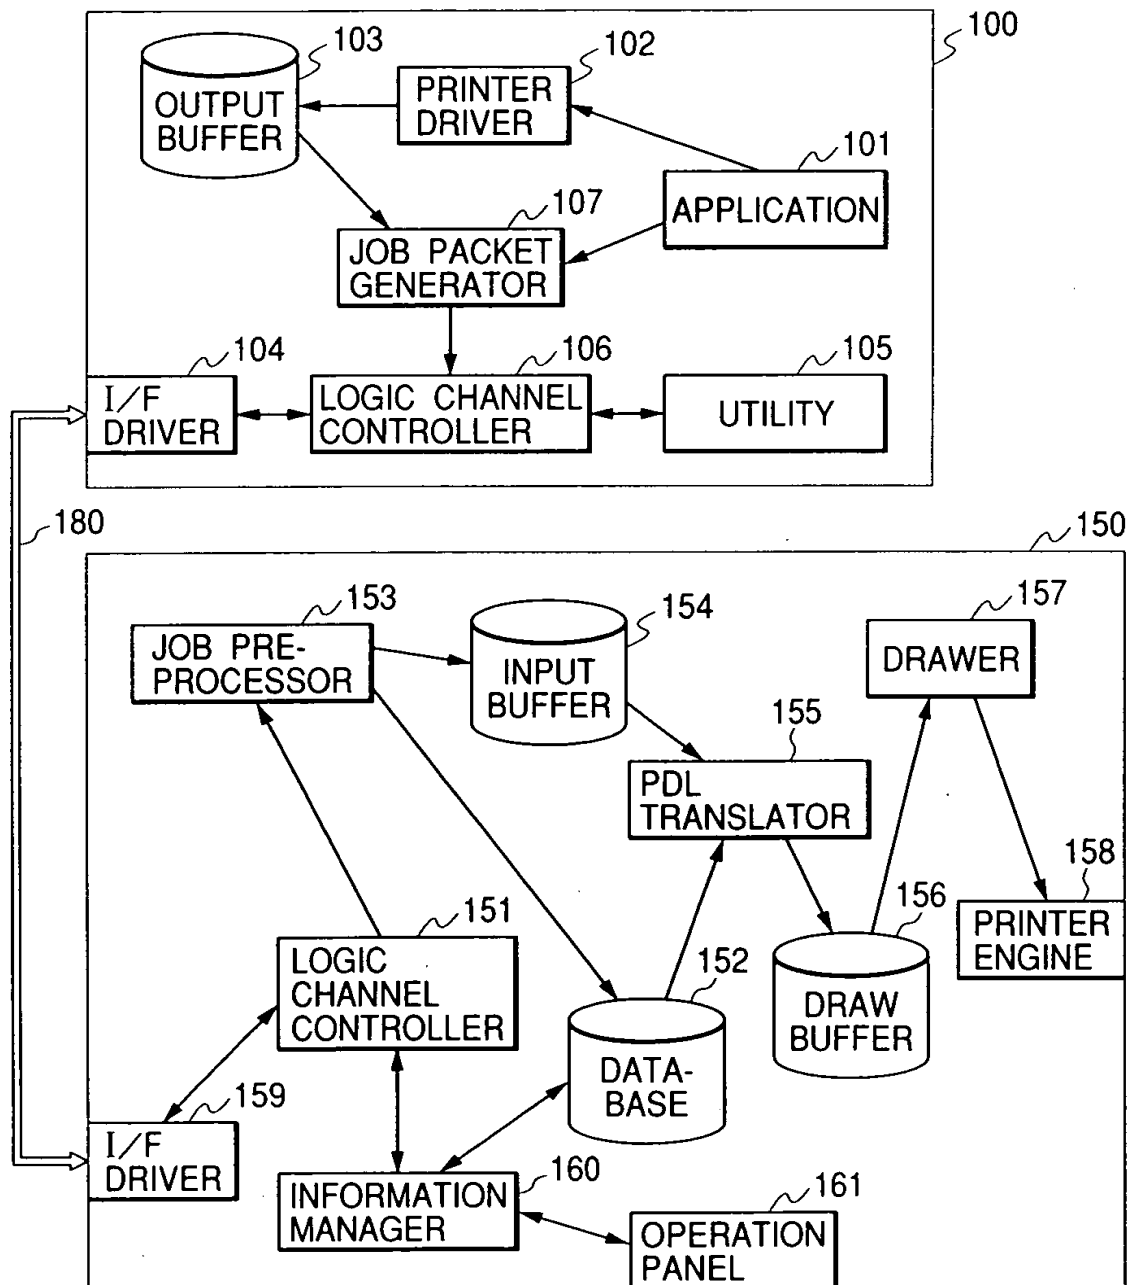 100
103
102
OUTPUT
BUFFER
PRINTER
DRIVER
101
APPLICATION
107
JOB PACKET
GENERATOR
104
106
105
I/F
DRIVER
LOGIC CHANNEL
CONTROLLER
UTILITY
180
150
153
154
157
JOB PRE-
PROCESSOR
INPUT
BUFFER
DRAWER
155
PDL
TRANSLATOR
158
PRINTER
ENGINE
151
156
LOGIC
CHANNEL
CONTROLLER
152
DRAW
BUFFER
DATA-
BASE
159
I/F
DRIVER
160
INFORMATION
MANAGER
161
OPERATION
PANEL